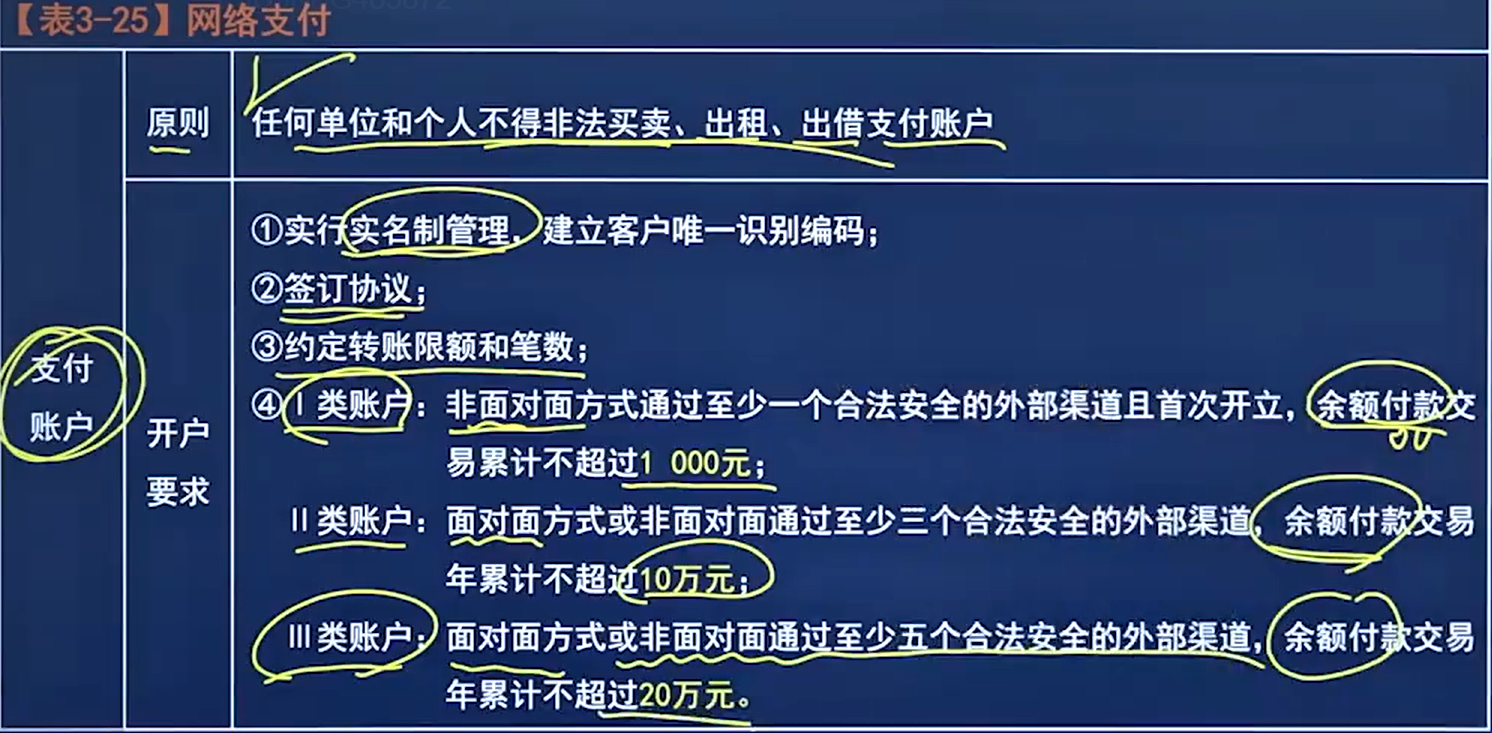 【表3-25】网络支付
原则
任何单位和个人不得非法买卖、出租、出借支付账户
支付
账户
开户
要求
①实行实名制管理，建立客户唯一识别编码；
②签订协议；
③约定转账限额和笔数；
④Ⅰ类账户：非面对面方式通过至少一个合法安全的外部渠道且首次开立，余额付款交
易累计不超过1 000元；
Ⅱ类账户：面对面方式或非面对面通过至少三个合法安全的外部渠道，余额付款交易
年累计不超过10万元；
Ⅲ类账户：面对面方式或非面对面通过至少五个合法安全的外部渠道，余额付款交易
年累计不超过20万元。